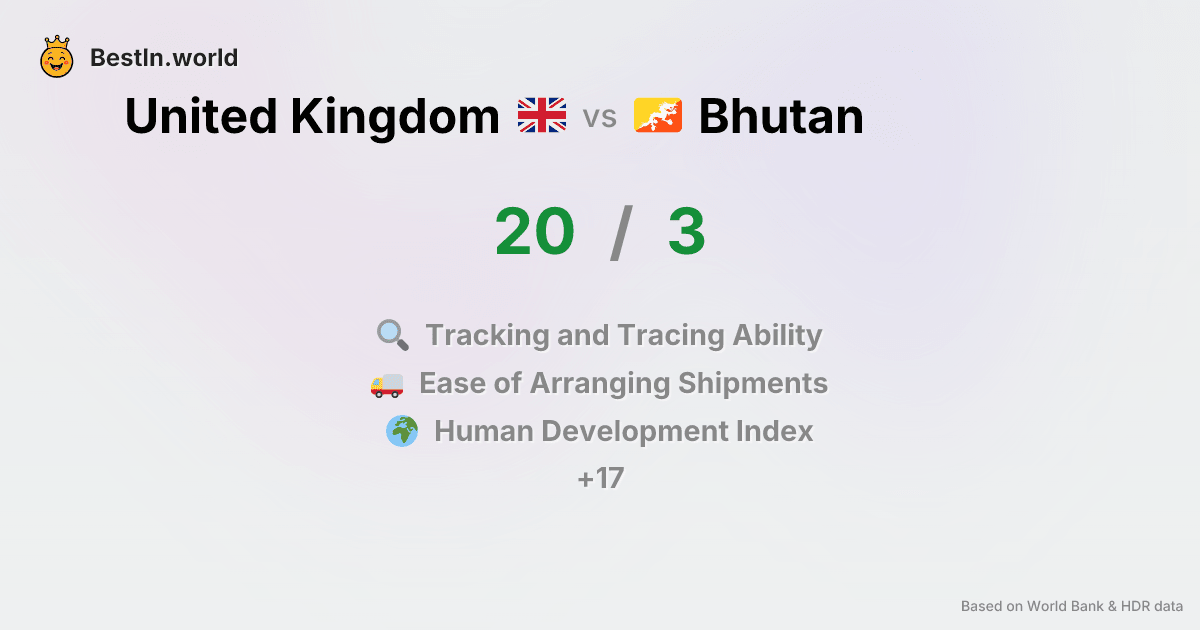 BestIn.world
United Kingdom vs Bhutan
20 / 3
Tracking and Tracing Ability
Ease of Arranging Shipments
Human Development Index
+17
Based on World Bank & HDR data